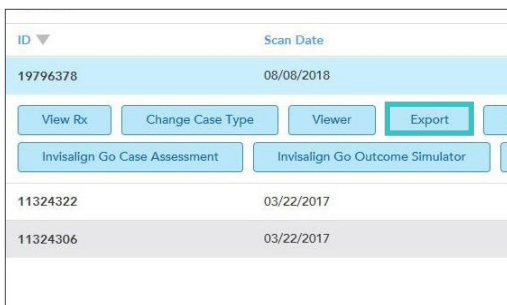 ID Scan Date
19796378 08/08/2018
View Rx Change Case Type Viewer Export
Invisalign Go Case Assessment Invisalign Go Outcome Simulator
11324322 03/22/2017
11324306 03/22/2017